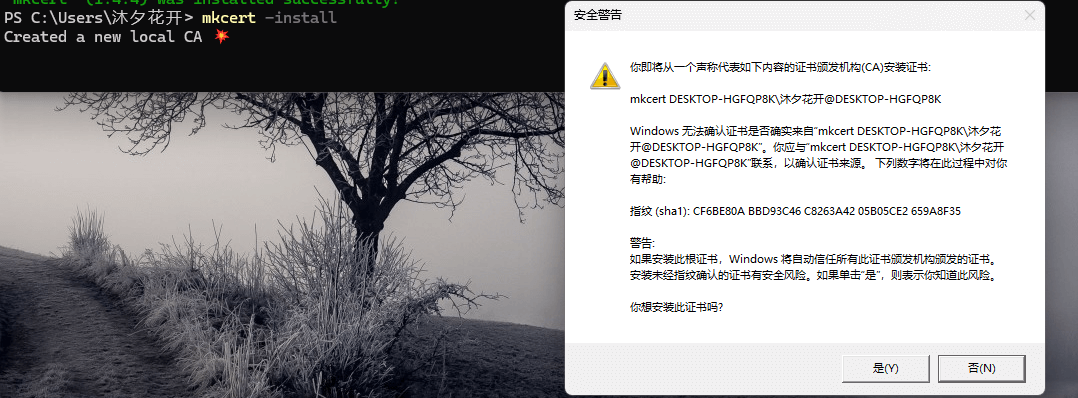 "mkcert" (1.4.4) was installed successfully!
PS C:\Users\沐夕花开> mkcert -install
Created a new local CA 💥
安全警告
你即将从一个声称代表如下内容的证书颁发机构(CA)安装证书:
mkcert DESKTOP-HGFQP8K\沐夕花开@DESKTOP-HGFQP8K
Windows 无法确认证书是否确实来自"mkcert DESKTOP-HGFQP8K\沐夕花
开@DESKTOP-HGFQP8K"。你应与"mkcert DESKTOP-HGFQP8K\沐夕花开
@DESKTOP-HGFQP8K"联系，以确认证书来源。 下列数字将在此过程中对你
有帮助:
指纹 (sha1): CF6BE80A BBD93C46 C8263A42 05B05CE2 659A8F35
警告:
如果安装此根证书，Windows 将自动信任所有此证书颁发机构颁发的证书。
安装未经指纹确认的证书有安全风险。如果单击"是"，则表示你知道此风险。
你想安装此证书吗?
是(Y)
否(N)